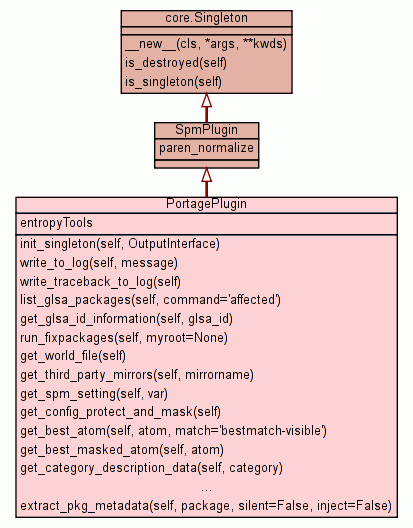 core.Singleton
__new__(cls, *args, **kwds)
is_destroyed(self)
is_singleton(self)
SpmPlugin
paren_normalize
PortagePlugin
entropyTools
init_singleton(self, OutputInterface)
write_to_log(self, message)
write_traceback_to_log(self)
list_glsa_packages(self, command='affected')
get_glsa_id_information(self, glsa_id)
run_fixpackages(self, myroot=None)
get_world_file(self)
get_third_party_mirrors(self, mirrorname)
get_spm_setting(self, var)
get_config_protect_and_mask(self)
get_best_atom(self, atom, match='bestmatch-visible')
get_best_masked_atom(self, atom)
get_category_description_data(self, category)
...
extract_pkg_metadata(self, package, silent=False, inject=False)